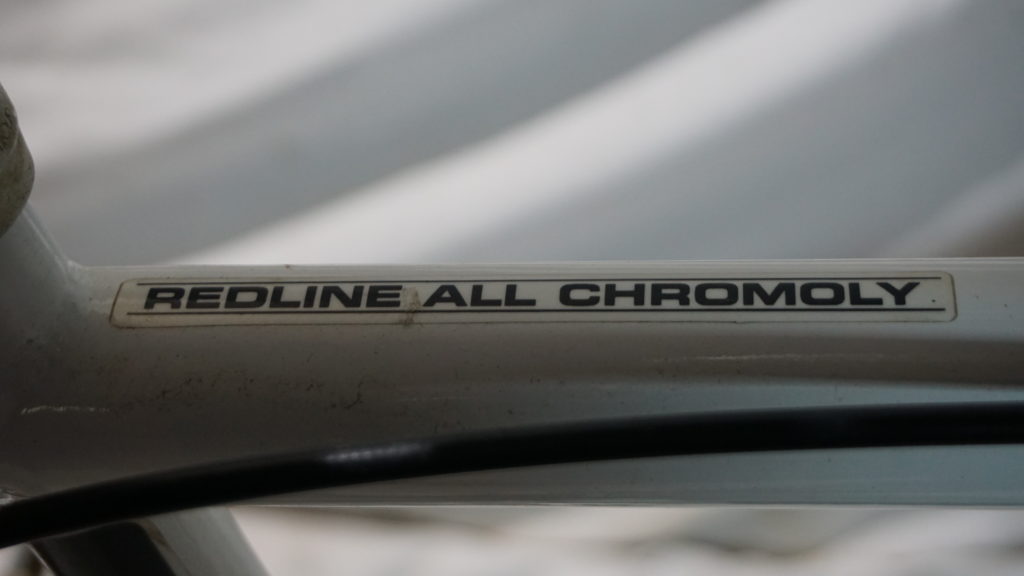 REDLINE ALL CHROMOLY